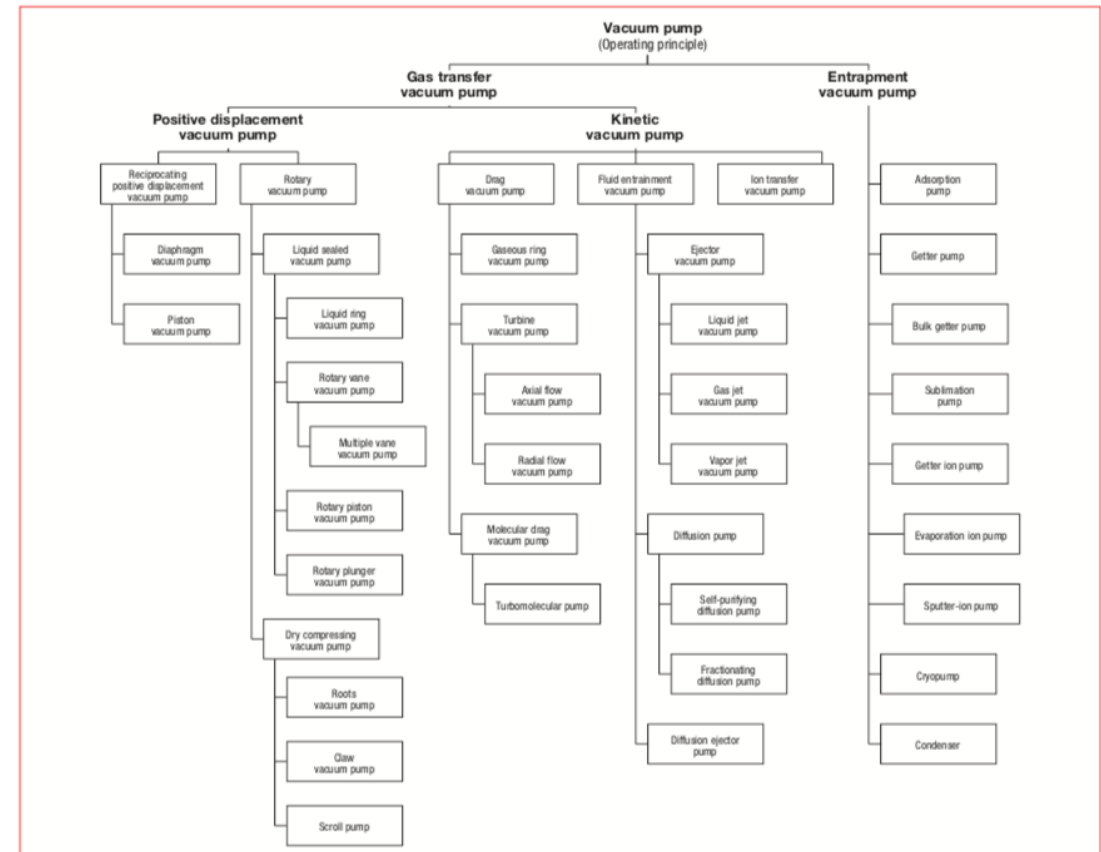 Vacuum pump
(Operating principle)
Gas transfer
vacuum pump
Entrapment
vacuum pump
Positive displacement
vacuum pump
Kinetic
vacuum pump
Reciprocating
positive displacement
vacuum pump
Rotary
vacuum pump
Drag
vacuum pump
Fluid entrainment
vacuum pump
Ion transfer
vacuum pump
Adsorption
pump
Diaphragm
vacuum pump
Liquid sealed
vacuum pump
Gaseous ring
vacuum pump
Ejector
vacuum pump
Getter pump
Piston
vacuum pump
Liquid ring
vacuum pump
Turbine
vacuum pump
Liquid jet
vacuum pump
Bulk getter pump
Rotary vane
vacuum pump
Axial flow
vacuum pump
Gas jet
vacuum pump
Sublimation
pump
Multiple vane
vacuum pump
Radial flow
vacuum pump
Vapor jet
vacuum pump
Getter ion pump
Rotary piston
vacuum pump
Molecular drag
vacuum pump
Diffusion pump
Evaporation ion pump
Rotary plunger
vacuum pump
Turbomolecular pump
Self-purifying
diffusion pump
Sputter-ion pump
Dry compressing
vacuum pump
Fractionating
diffusion pump
Cryopump
Roots
vacuum pump
Diffusion ejector
pump
Condenser
Claw
vacuum pump
Scroll pump